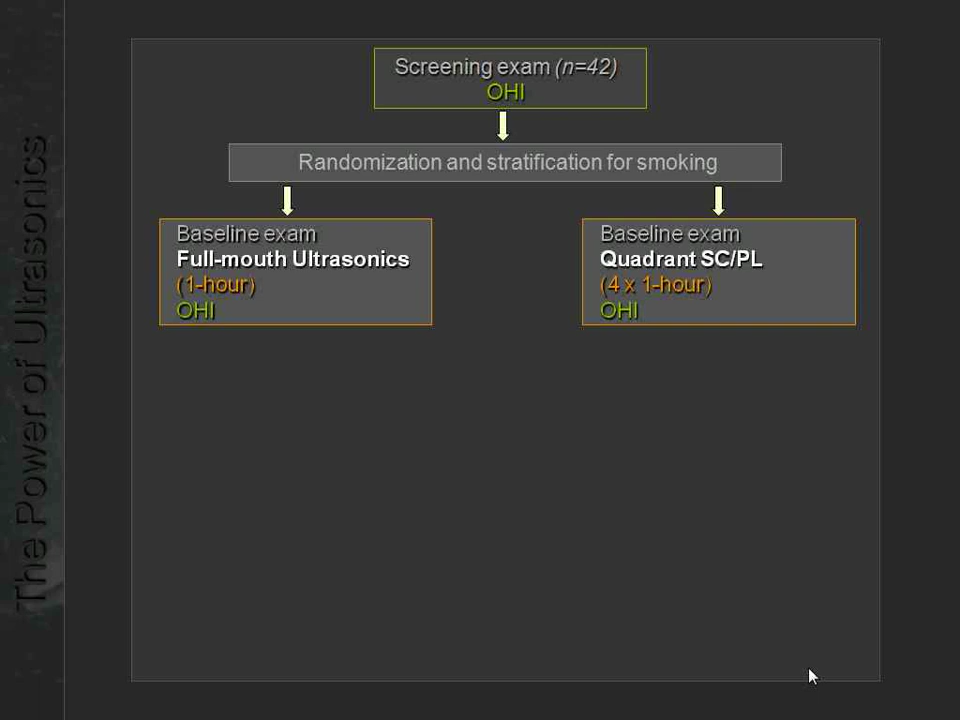 The Power of Ultrasonics
Screening exam (n=42)
OHI
Randomization and stratification for smoking
Baseline exam
Full-mouth Ultrasonics
(1-hour)
OHI
Baseline exam
Quadrant SC/PL
(4 x 1-hour)
OHI